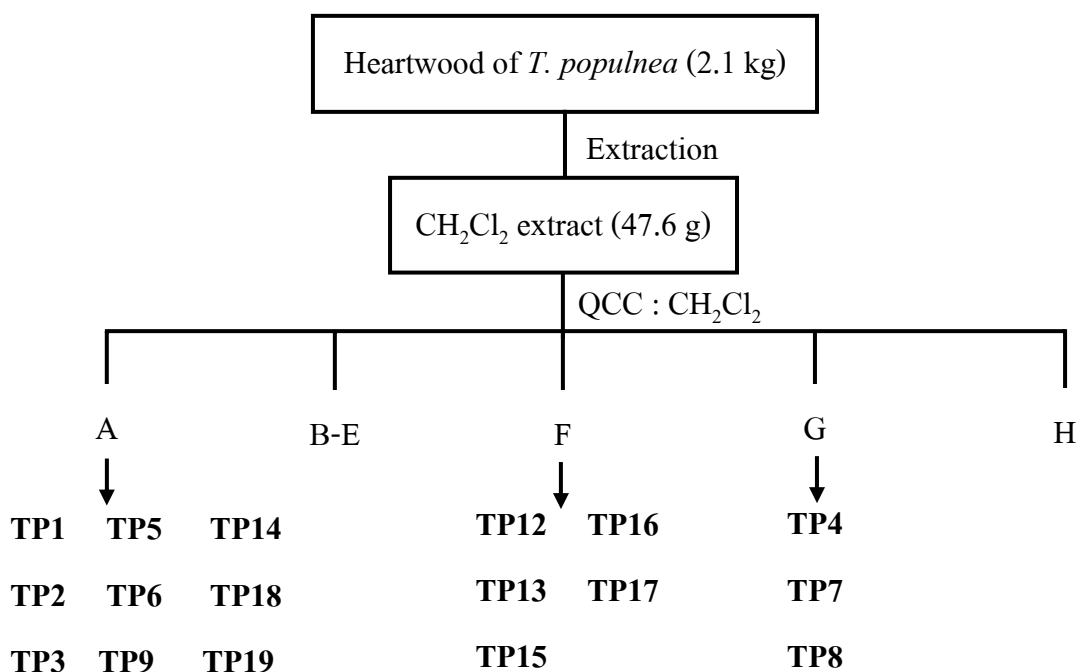 Heartwood of T. populnea (2.1 kg)
Extraction
CH₂Cl₂ extract (47.6 g)
QCC : CH₂Cl₂
A B-E F G H
TP1 TP5 TP14 TP12 TP16 TP4
TP2 TP6 TP18 TP13 TP17 TP7
TP3 TP9 TP19 TP15 TP8